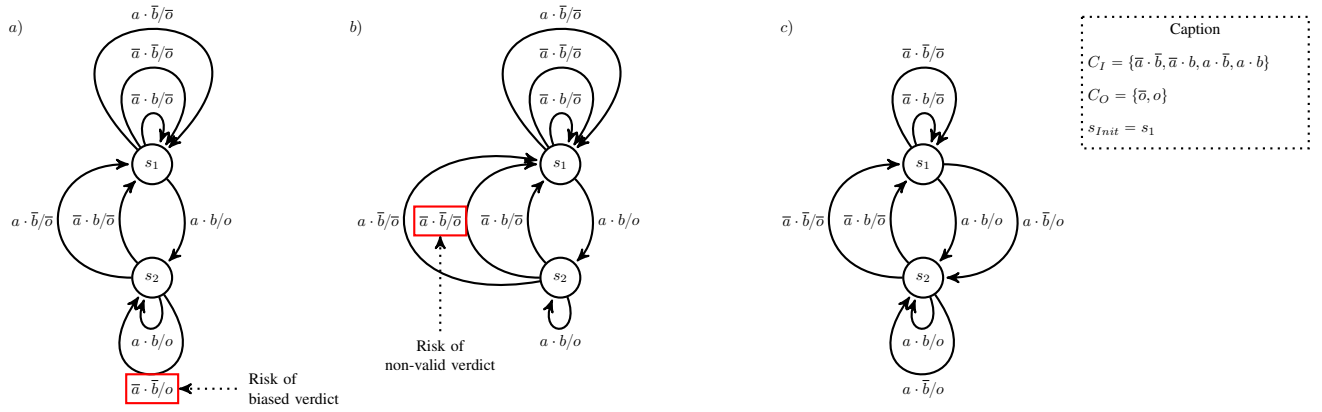 a)
a · b̅/o̅
a̅ · b̅/o̅
a̅ · b/o̅
s₁
a · b̅/o̅
a̅ · b/o̅
a · b/o
s₂
a · b/o
a̅ · b̅/o
Risk of
biased verdict
b)
a · b̅/o̅
a̅ · b̅/o̅
a̅ · b/o̅
s₁
a · b̅/o̅
a̅ · b̅/o̅
a̅ · b/o̅
a · b/o
s₂
a · b/o
Risk of
non-valid verdict
c)
a̅ · b̅/o̅
a̅ · b/o̅
s₁
a̅ · b̅/o̅
a̅ · b/o̅
a · b/o
a · b̅/o
s₂
a · b/o
a · b̅/o
Caption
C_I = {a̅ · b̅, a̅ · b, a · b̅, a · b}
C_O = {o̅, o}
s_Init = s₁